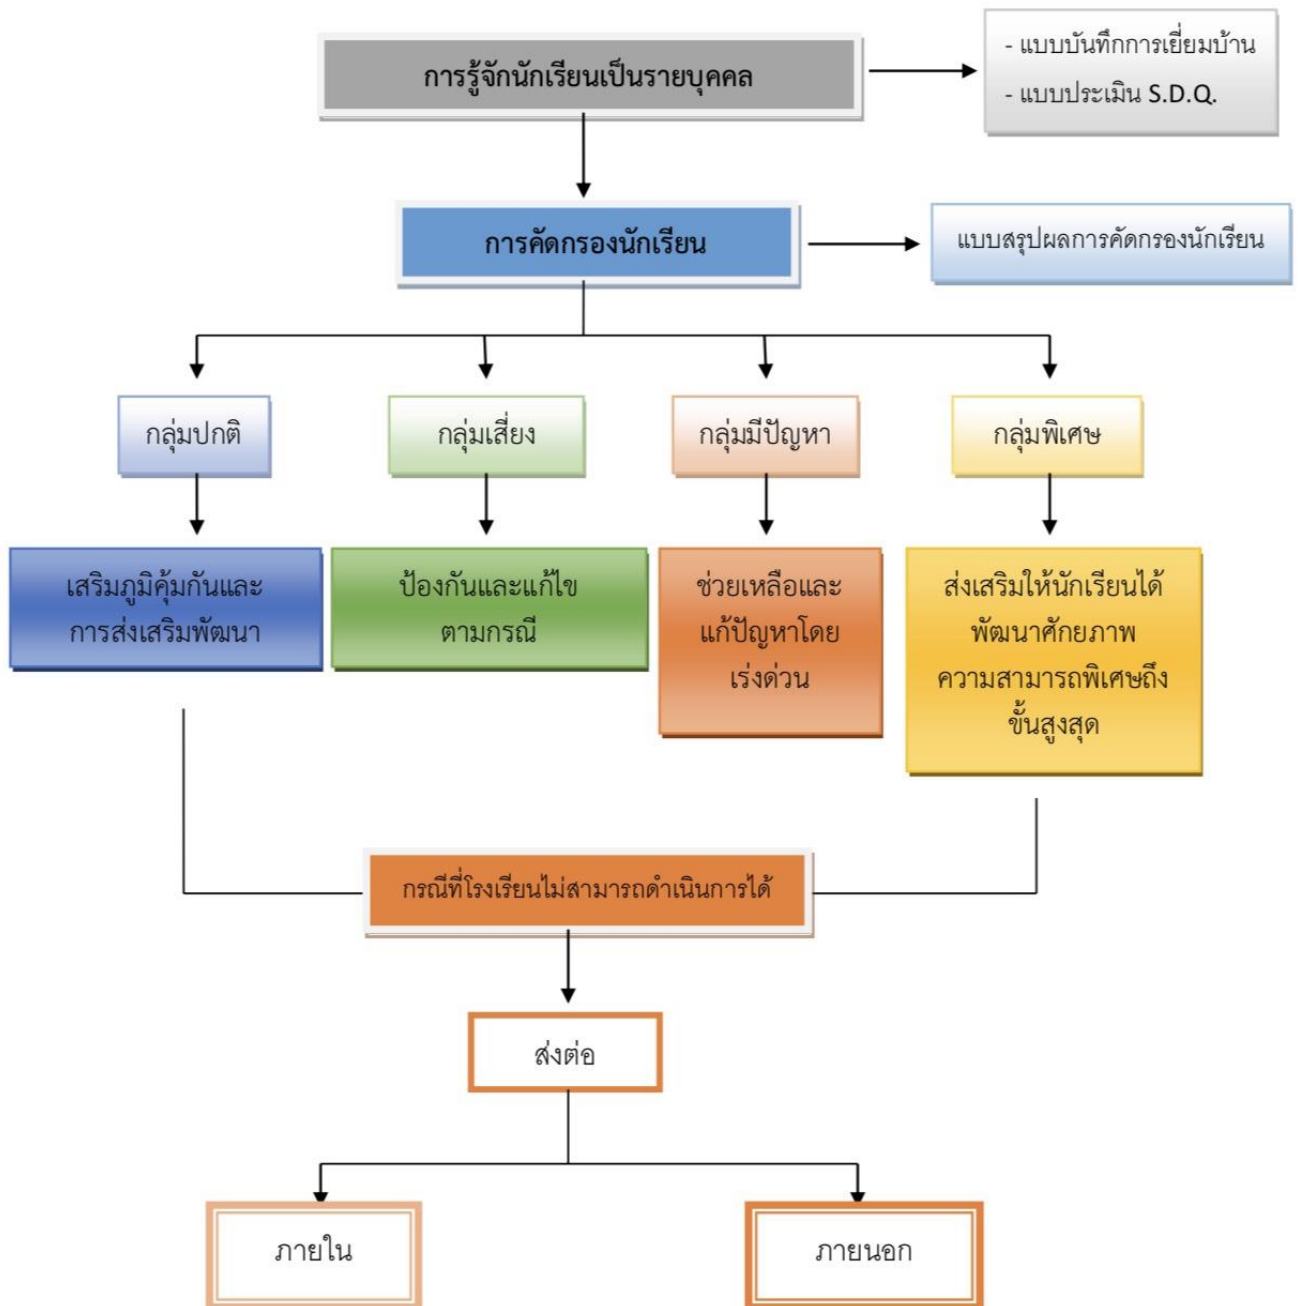 การรู้จักนักเรียนเป็นรายบุคคล
- แบบบันทึกการเยี่ยมบ้าน
- แบบประเมิน S.D.Q.
การคัดกรองนักเรียน
แบบสรุปผลการคัดกรองนักเรียน
กลุ่มปกติ
กลุ่มเสี่ยง
กลุ่มมีปัญหา
กลุ่มพิเศษ
เสริมภูมิคุ้มกันและ
การส่งเสริมพัฒนา
ป้องกันและแก้ไข
ตามกรณี
ช่วยเหลือและ
แก้ปัญหาโดย
เร่งด่วน
ส่งเสริมให้นักเรียนได้
พัฒนาศักยภาพ
ความสามารถพิเศษถึง
ขั้นสูงสุด
กรณีที่โรงเรียนไม่สามารถดำเนินการได้
ส่งต่อ
ภายใน
ภายนอก